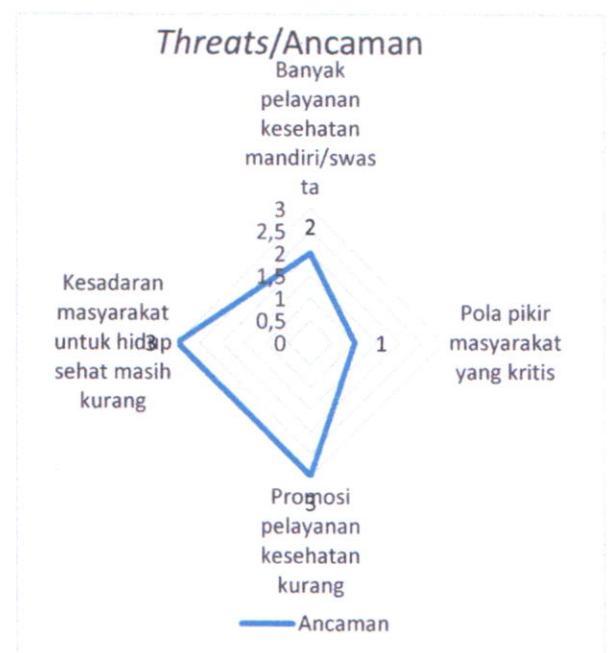 Threats/Ancaman
Banyak
pelayanan
kesehatan
mandiri/swas
ta
3
2,5
2
1,5
1
0,5
0
2
Pola pikir
masyarakat
yang kritis
1
Promosi
pelayanan
kesehatan
kurang
3
Kesadaran
masyarakat
untuk hidup
sehat masih
kurang
3
Ancaman